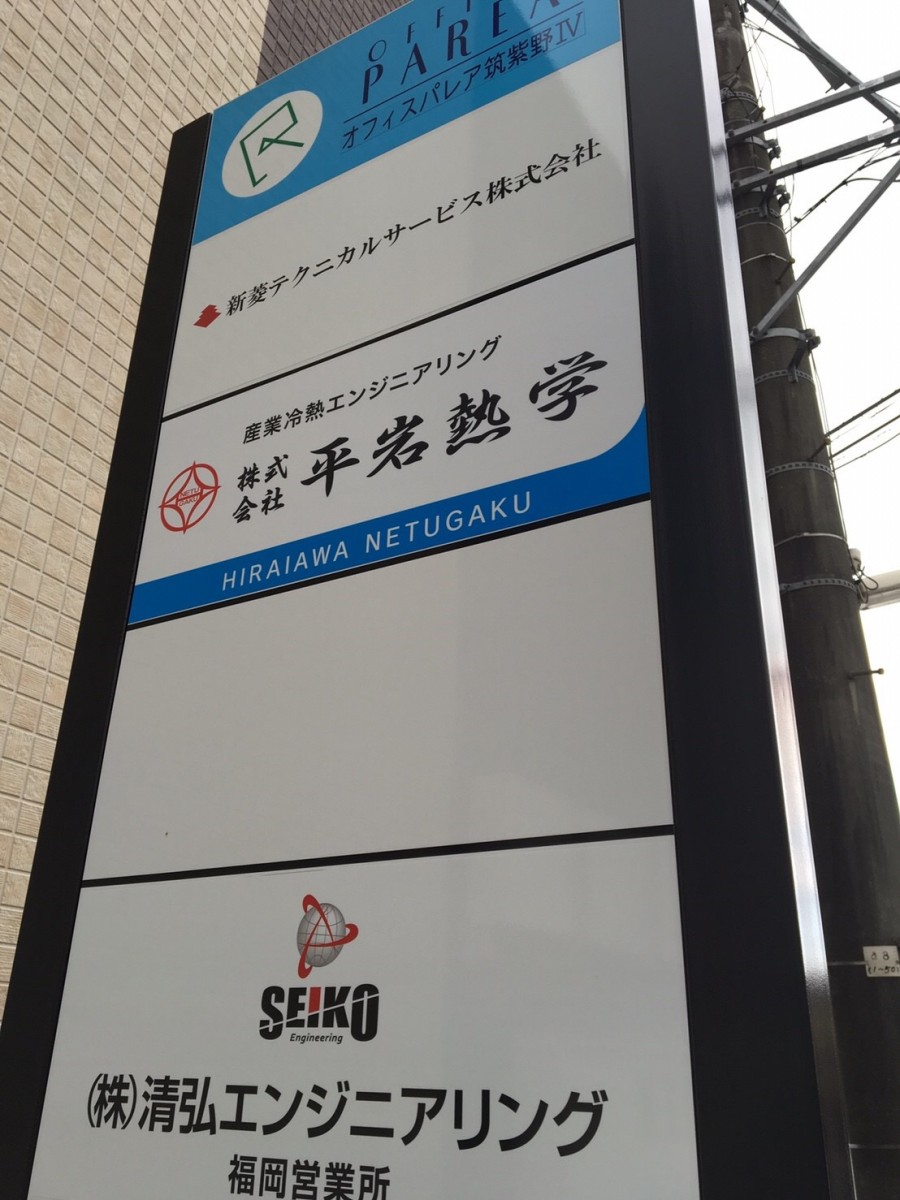 PAREA
オフィスパレア筑紫野IV
新菱テクニカルサービス株式会社
産業冷熱エンジニアリング
株式会社 平岩熱学
HIRAIAWA NETUGAKU
SEIKO
Engineering
(株)清弘エンジニアリング
福岡営業所